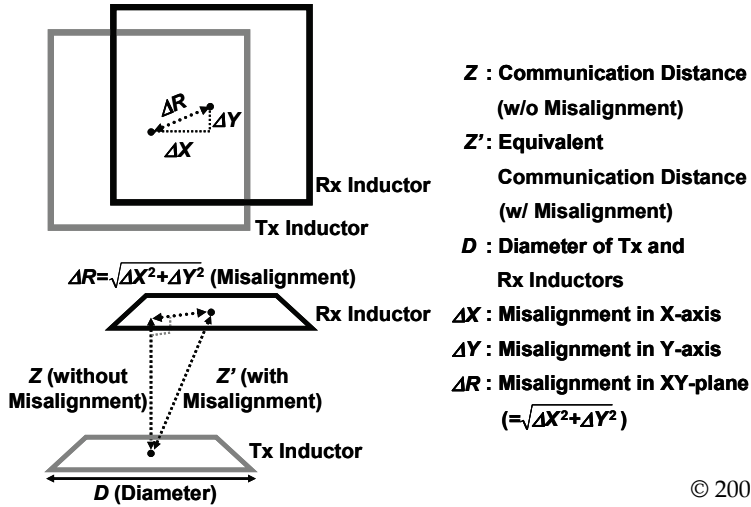 ΔR
ΔY
ΔX
Rx Inductor
Tx Inductor
ΔR=√ΔX²+ΔY² (Misalignment)
Rx Inductor
Z (without
Misalignment)
Z’ (with
Misalignment)
Tx Inductor
D (Diameter)
Z : Communication Distance
(w/o Misalignment)
Z’ : Equivalent
Communication Distance
(w/ Misalignment)
D : Diameter of Tx and
Rx Inductors
ΔX : Misalignment in X-axis
ΔY : Misalignment in Y-axis
ΔR : Misalignment in XY-plane
(=√ΔX²+ΔY² )
© 200